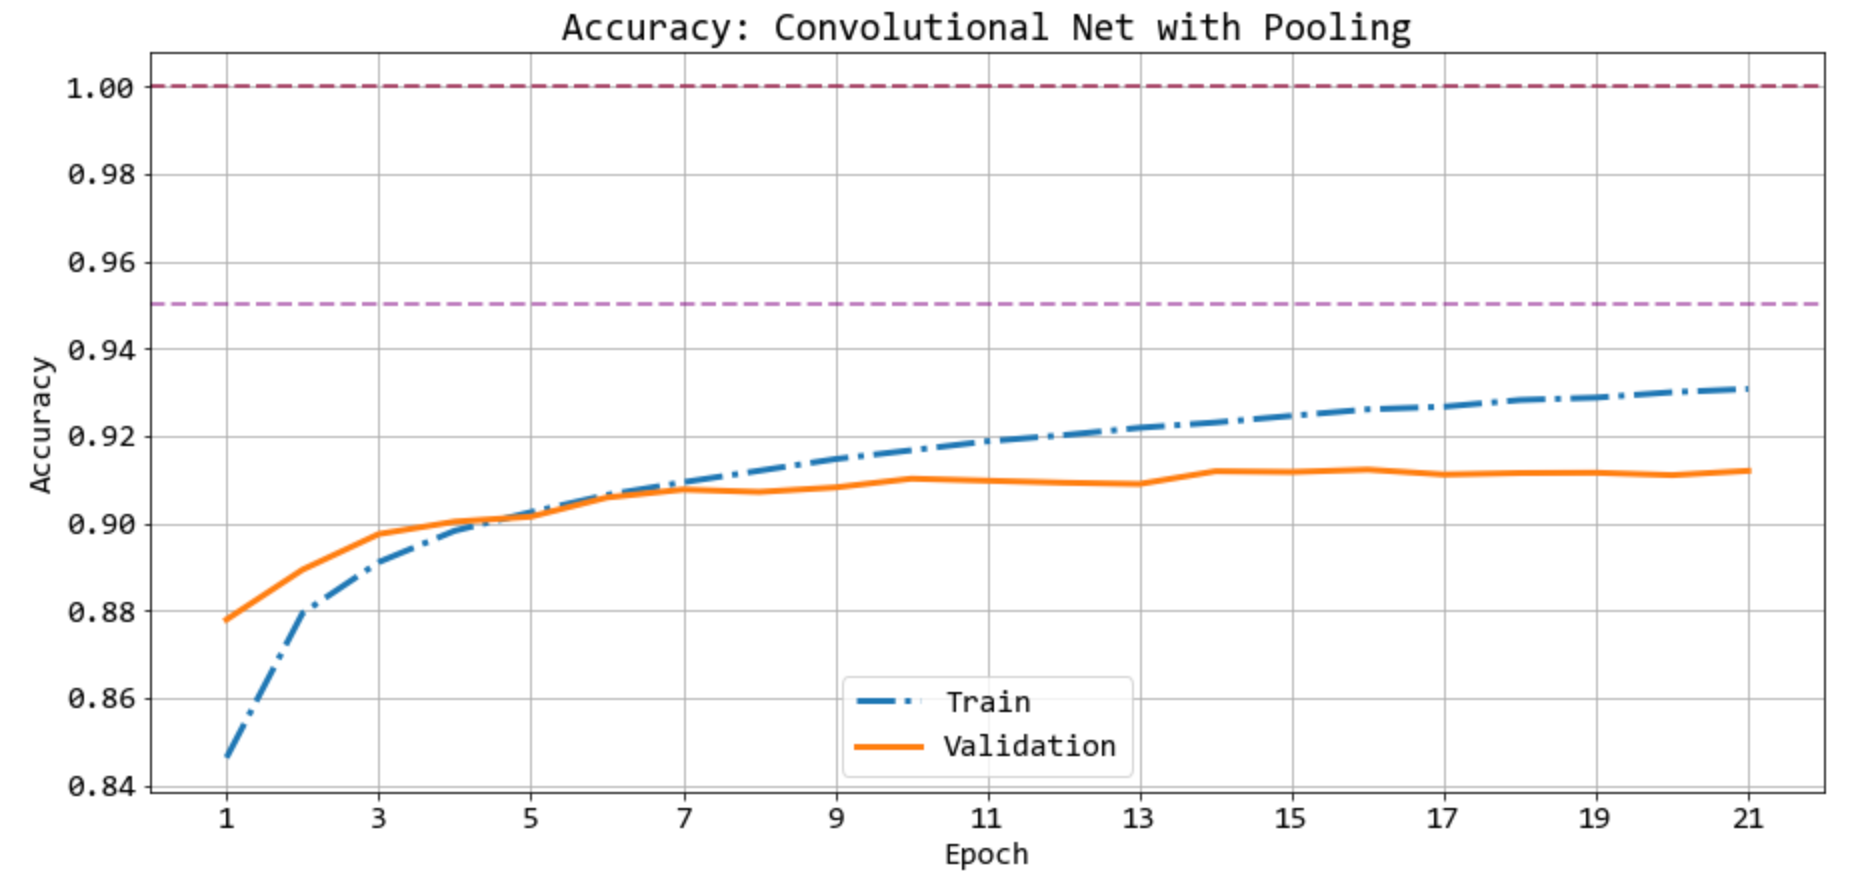 Accuracy: Convolutional Net with Pooling
1.00
0.98
0.96
0.94
0.92
0.90
0.88
0.86
0.84
Accuracy
Train
Validation
1 3 5 7 9 11 13 15 17 19 21
Epoch